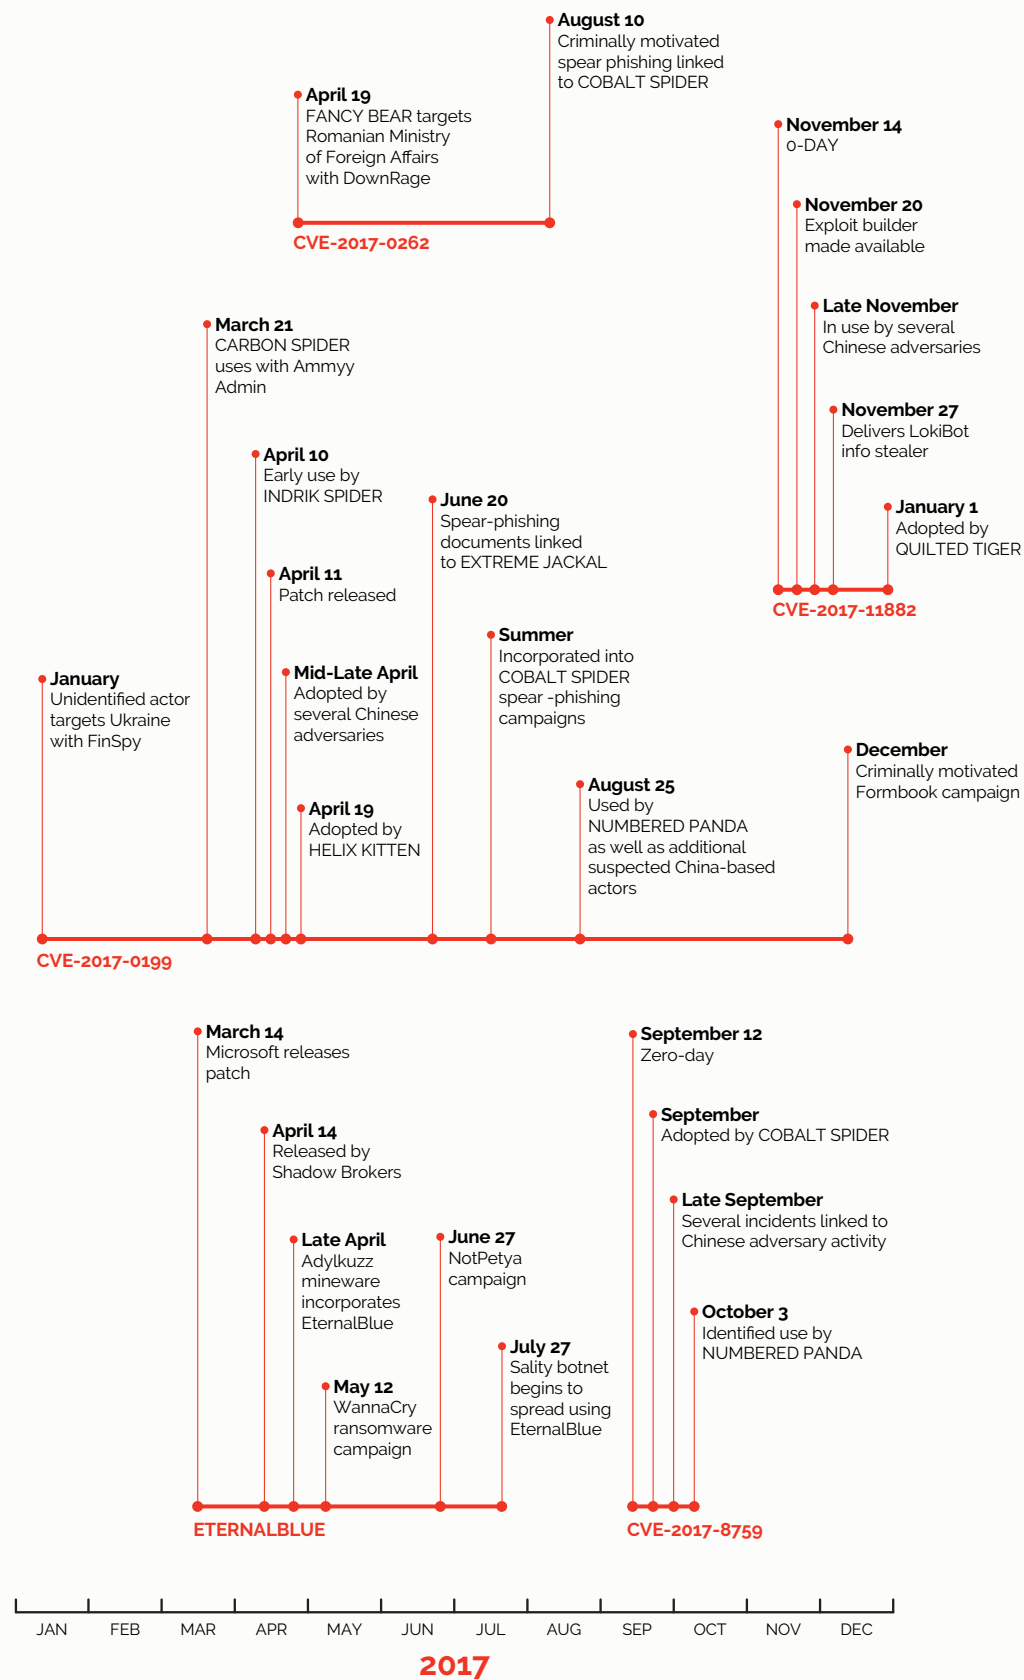 August 10
Criminally motivated
spear phishing linked
to COBALT SPIDER
April 19
FANCY BEAR targets
Romanian Ministry
of Foreign Affairs
with DownRage
CVE-2017-0262
November 14
0-DAY
November 20
Exploit builder
made available
Late November
In use by several
Chinese adversaries
November 27
Delivers LokiBot
info stealer
January 1
Adopted by
QUILTED TIGER
CVE-2017-11882
March 21
CARBON SPIDER
uses with Ammyy
Admin
April 10
Early use by
INDRIK SPIDER
April 11
Patch released
June 20
Spear-phishing
documents linked
to EXTREME JACKAL
Summer
Incorporated into
COBALT SPIDER
spear -phishing
campaigns
January
Unidentified actor
targets Ukraine
with FinSpy
Mid-Late April
Adopted by
several Chinese
adversaries
April 19
Adopted by
HELIX KITTEN
August 25
Used by
NUMBERED PANDA
as well as additional
suspected China-based
actors
December
Criminally motivated
Formbook campaign
CVE-2017-0199
March 14
Microsoft releases
patch
April 14
Released by
Shadow Brokers
Late April
Adylkuzz
mineware
incorporates
EternalBlue
May 12
WannaCry
ransomware
campaign
June 27
NotPetya
campaign
July 27
Sality botnet
begins to
spread using
EternalBlue
ETERNALBLUE
September 12
Zero-day
September
Adopted by COBALT SPIDER
Late September
Several incidents linked to
Chinese adversary activity
October 3
Identified use by
NUMBERED PANDA
CVE-2017-8759
JAN FEB MAR APR MAY JUN JUL AUG SEP OCT NOV DEC
2017